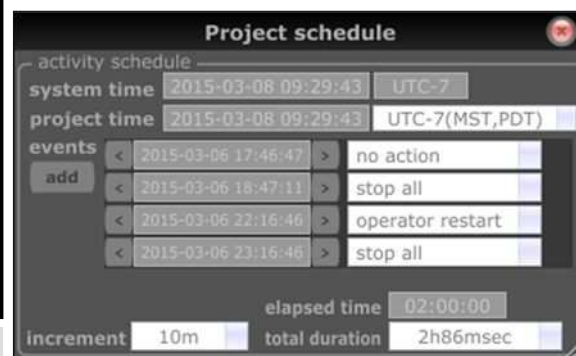 Project schedule
activity schedule
system time 2015-03-08 09:29:43 UTC-7
project time 2015-03-08 09:29:43 UTC-7(MST,PDT)
events < 2015-03-06 17:46:47 > no action
add
< 2015-03-06 18:47:11 > stop all
< 2015-03-06 22:16:46 > operator restart
< 2015-03-06 23:16:46 > stop all
elapsed time 02:00:00
increment 10m total duration 2h86msec